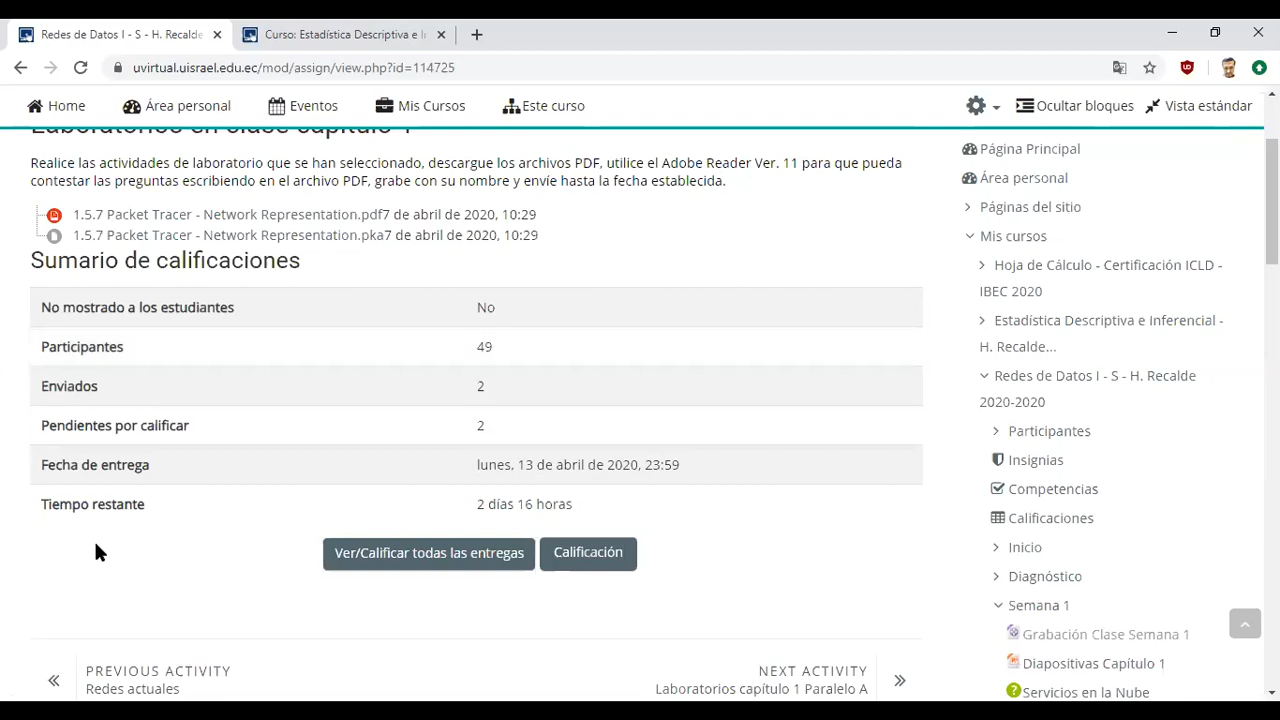 Redes de Datos I - S - H. Recalde
Curso: Estadística Descriptiva e I
uvirtual.uisrael.edu.ec/mod/assign/view.php?id=114725
Home
Área personal
Eventos
Mis Cursos
Este curso
Ocultar bloques
Vista estándar
Laboratorios en clase capítulo 1
Realice las actividades de laboratorio que se han seleccionado, descargue los archivos PDF, utilice el Adobe Reader Ver. 11 para que pueda
contestar las preguntas escribiendo en el archivo PDF, grabe con su nombre y envíe hasta la fecha establecida.
1.5.7 Packet Tracer - Network Representation.pdf7 de abril de 2020, 10:29
1.5.7 Packet Tracer - Network Representation.pka7 de abril de 2020, 10:29
Sumario de calificaciones
No mostrado a los estudiantes No
Participantes 49
Enviados 2
Pendientes por calificar 2
Fecha de entrega lunes, 13 de abril de 2020, 23:59
Tiempo restante 2 días 16 horas
Ver/Calificar todas las entregas
Calificación
PREVIOUS ACTIVITY
Redes actuales
NEXT ACTIVITY
Laboratorios capítulo 1 Paralelo A
Página Principal
Área personal
Páginas del sitio
Mis cursos
Hoja de Cálculo - Certificación ICLD -
IBEC 2020
Estadística Descriptiva e Inferencial -
H. Recalde...
Redes de Datos I - S - H. Recalde
2020-2020
Participantes
Insignias
Competencias
Calificaciones
Inicio
Diagnóstico
Semana 1
Grabación Clase Semana 1
Diapositivas Capítulo 1
Servicios en la Nube